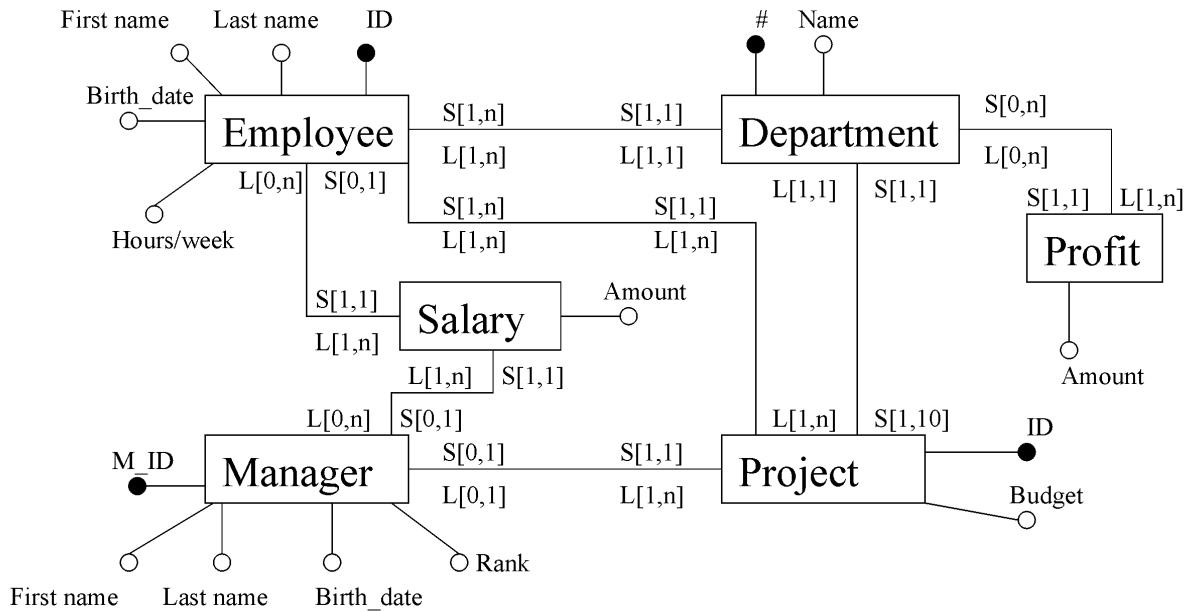 First name Last name ID # Name
Birth_date
S[0,n]
S[1,n] S[1,1]
Employee Department
L[1,n] L[1,1] L[0,n]
L[0,n] S[0,1] L[1,1] S[1,1]
S[1,n] S[1,1] S[1,1] L[1,n]
Hours/week L[1,n] L[1,n]
Profit
Amount
S[1,1]
Salary
L[1,n]
L[1,n] S[1,1] Amount
L[0,n] S[0,1] L[1,n] S[1,10] ID
M_ID S[0,1] S[1,1]
Manager Project
L[0,1] L[1,n] Budget
Rank
First name Last name Birth_date